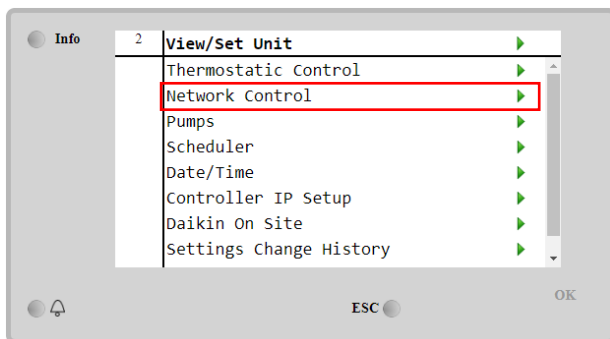 Info
2 View/Set Unit
Thermostatic Control
Network Control
Pumps
Scheduler
Date/Time
Controller IP Setup
Daikin On Site
Settings Change History
ESC
OK